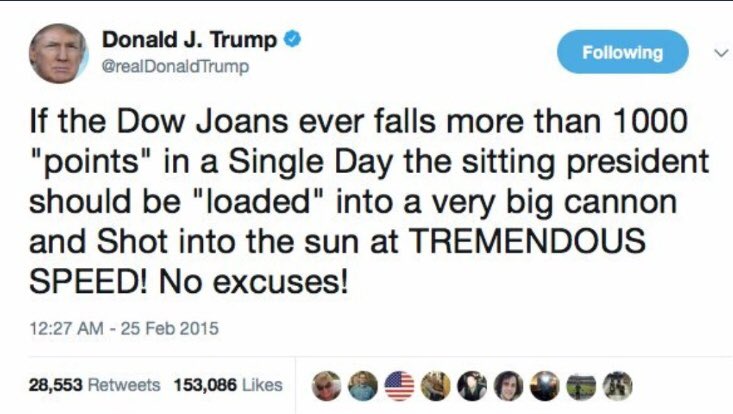 Donald J. Trump
@realDonaldTrump
Following
If the Dow Joans ever falls more than 1000
"points" in a Single Day the sitting president
should be "loaded" into a very big cannon
and Shot into the sun at TREMENDOUS
SPEED! No excuses!
12:27 AM - 25 Feb 2015
28,553 Retweets 153,086 Likes